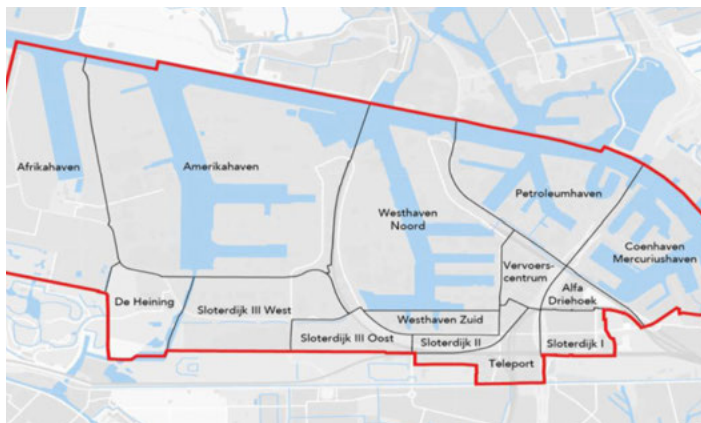 Afrikahaven
Amerikahaven
Westhaven
Noord
Petroleumhaven
Coenhaven
Mercuriushaven
Vervoers-
centrum
Alfa
Driehoek
De Heining
Sloterdijk III West
Westhaven Zuid
Sloterdijk III Oost
Sloterdijk II
Sloterdijk I
Teleport